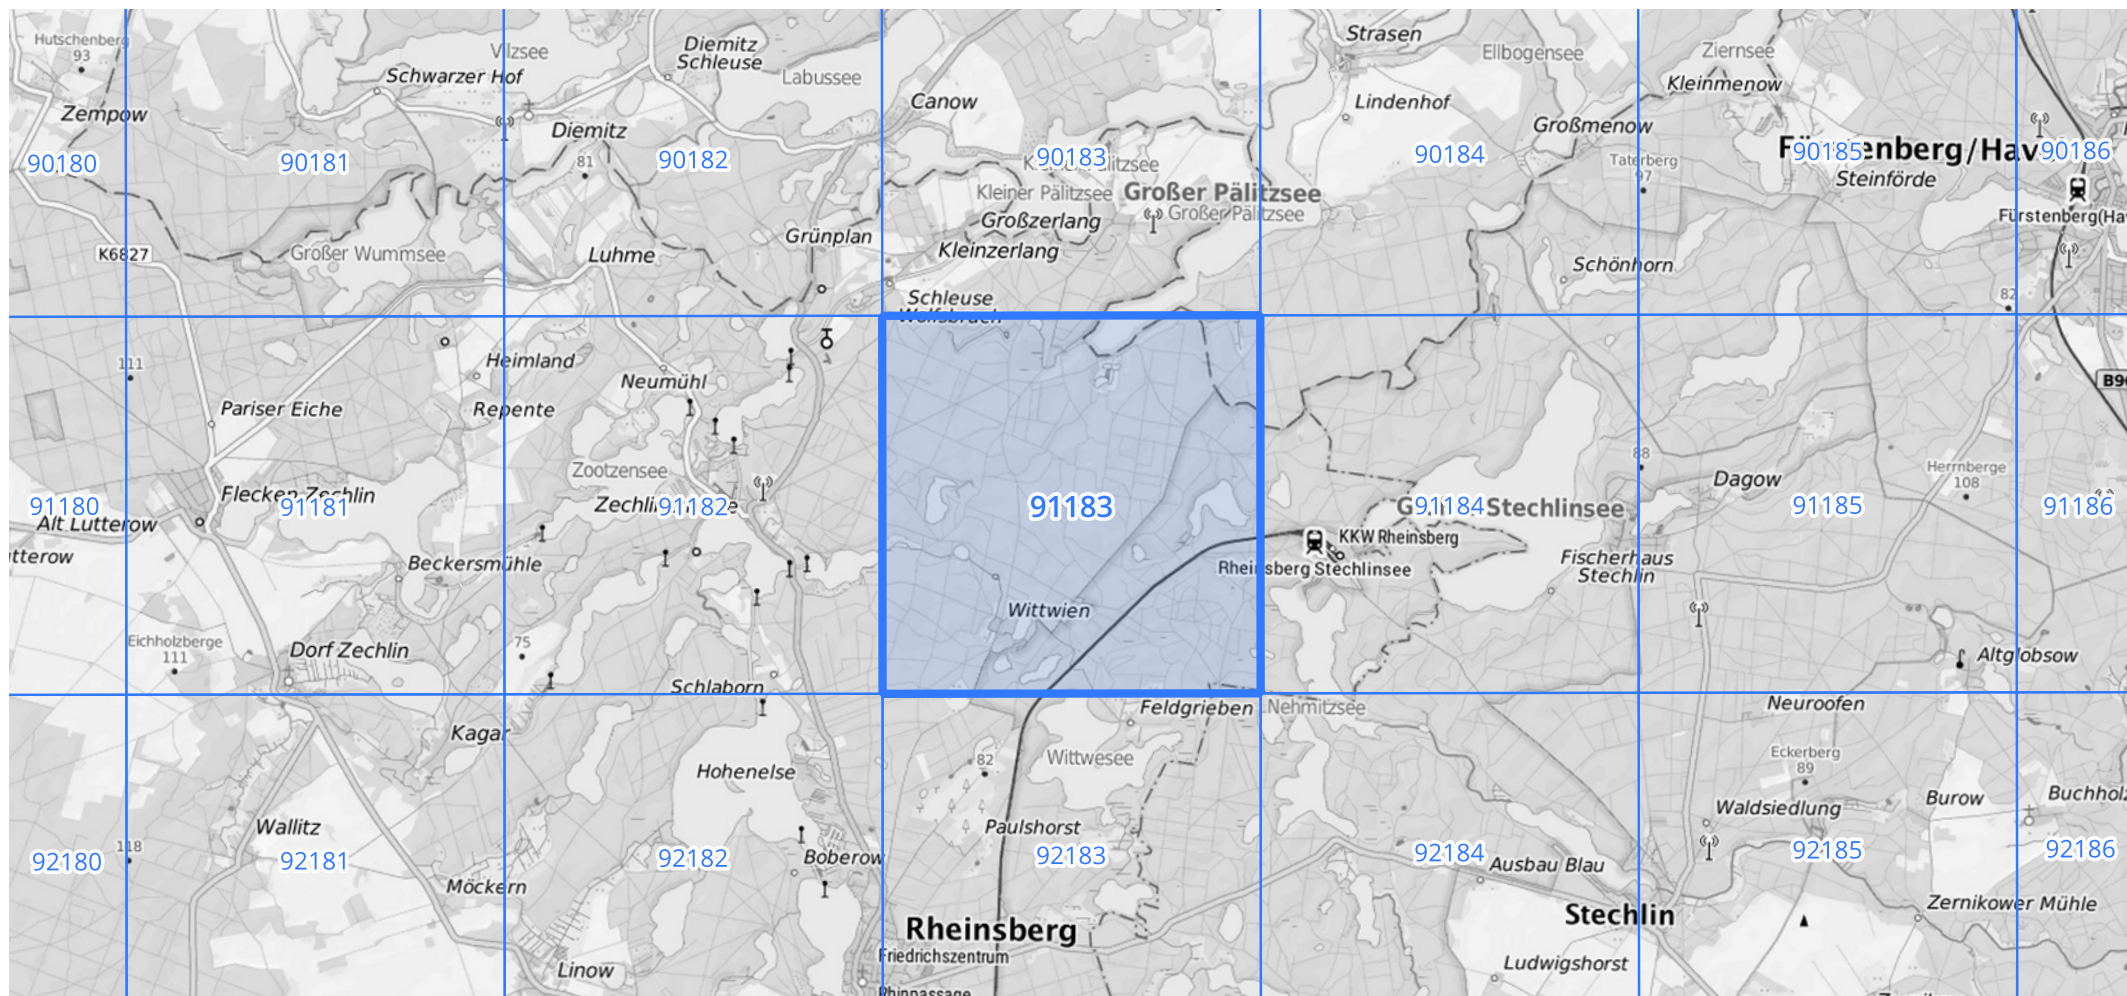 Hutschenberg
93
Vilzsee
Diemitz
Schleuse
Labussee
Schwarzer Hof
Zempow
Diemitz
81
Canow
Strasen
Ellbogensee
Ziernsee
Kleinmenow
Lindenhof
Großmenow
Taterberg
97
Steinförde
90180
90181
90182
90183
90184
90185
90186
Kleiner Pälitzsee
Großer Pälitzsee
Großer Pälitzsee
Großzerlang
Kleinzerlang
Grünplan
Luhme
Großer Wummsee
K6827
Schönhorn
82
Schleuse
Wolfsbruch
111
Heimland
Neumühl
Repente
Pariser Eiche
Zootzensee
Flecken Zechlin
Alt Lutterow
utterow
Beckersmühle
Dagow
Herrnberge
108
88
91180
91181
91182
91183
91184
91185
91186
Stechlinsee
KKW Rheinsberg
Rheinsberg Stechlinsee
Fischerhaus
Stechlin
Wittwien
Eichholzberge
111
Dorf Zechlin
75
Schlaborn
Altglobsow
Neuroofen
Kagar
Feldgrieben
Nehmitzsee
Hohenelse
82
Wittwesee
Eckerberg
89
Waldsiedlung
Burow
Wallitz
118
Paulshorst
Boberow
Ausbau Blau
92180
92181
92182
92183
92184
92185
92186
Möckern
Rheinsberg
Friedrichszentrum
Stechlin
Zernikower Mühle
Linow
Ludwigshorst
Rhinpassage